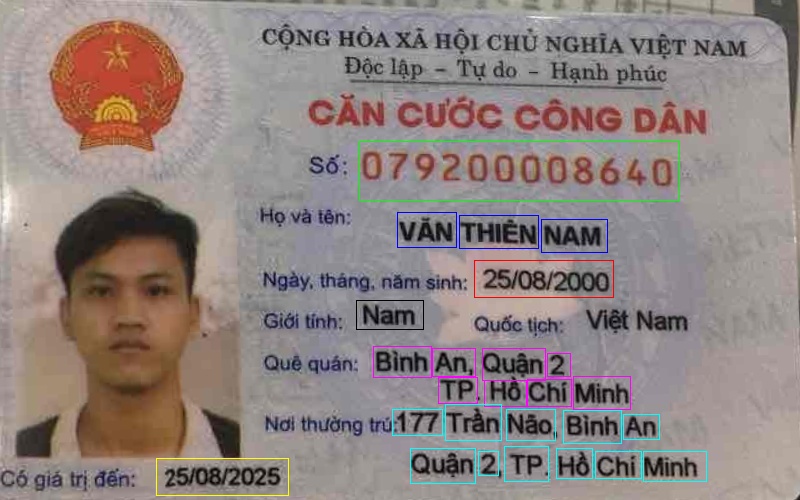 CỘNG HÒA XÃ HỘI CHỦ NGHĨA VIỆT NAM
Độc lập – Tự do – Hạnh phúc
CĂN CƯỚC CÔNG DÂN
Số: 079200008640
Họ và tên:
VĂN THIÊN NAM
Ngày, tháng, năm sinh: 25/08/2000
Giới tính: Nam Quốc tịch: Việt Nam
Quê quán: Bình An, Quận 2
TP. Hồ Chí Minh
Nơi thường trú: 177 Trần Não, Bình An
Quận 2, TP. Hồ Chí Minh
Có giá trị đến: 25/08/2025